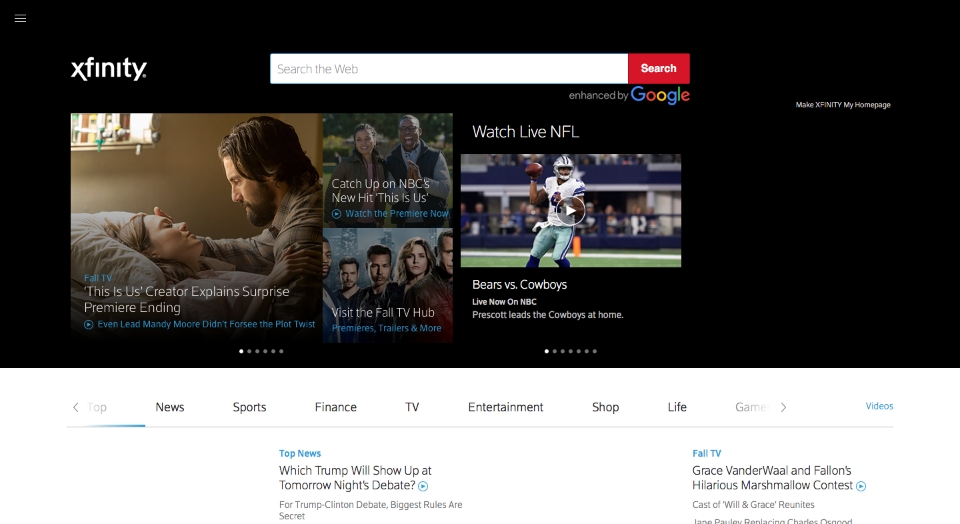 xfinity
Search the Web
Search
enhanced by Google
Make XFINITY My Homepage
Fall TV
'This Is Us' Creator Explains Surprise
Premiere Ending
Even Lead Mandy Moore Didn't Forsee the Plot Twist
Catch Up on NBC's
New Hit 'This Is Us'
Watch the Premiere Now
Visit the Fall TV Hub
Premieres, Trailers & More
Watch Live NFL
Bears vs. Cowboys
Live Now On NBC
Prescott leads the Cowboys at home.
Top News Sports Finance TV Entertainment Shop Life Game Videos
Top News
Which Trump Will Show Up at
Tomorrow Night's Debate?
For Trump-Clinton Debate, Biggest Rules Are
Secret
Fall TV
Grace VanderWaal and Fallon's
Hilarious Marshmallow Contest
Cast of 'Will & Grace' Reunites
Jane Pauley Replacing Charles Osgood